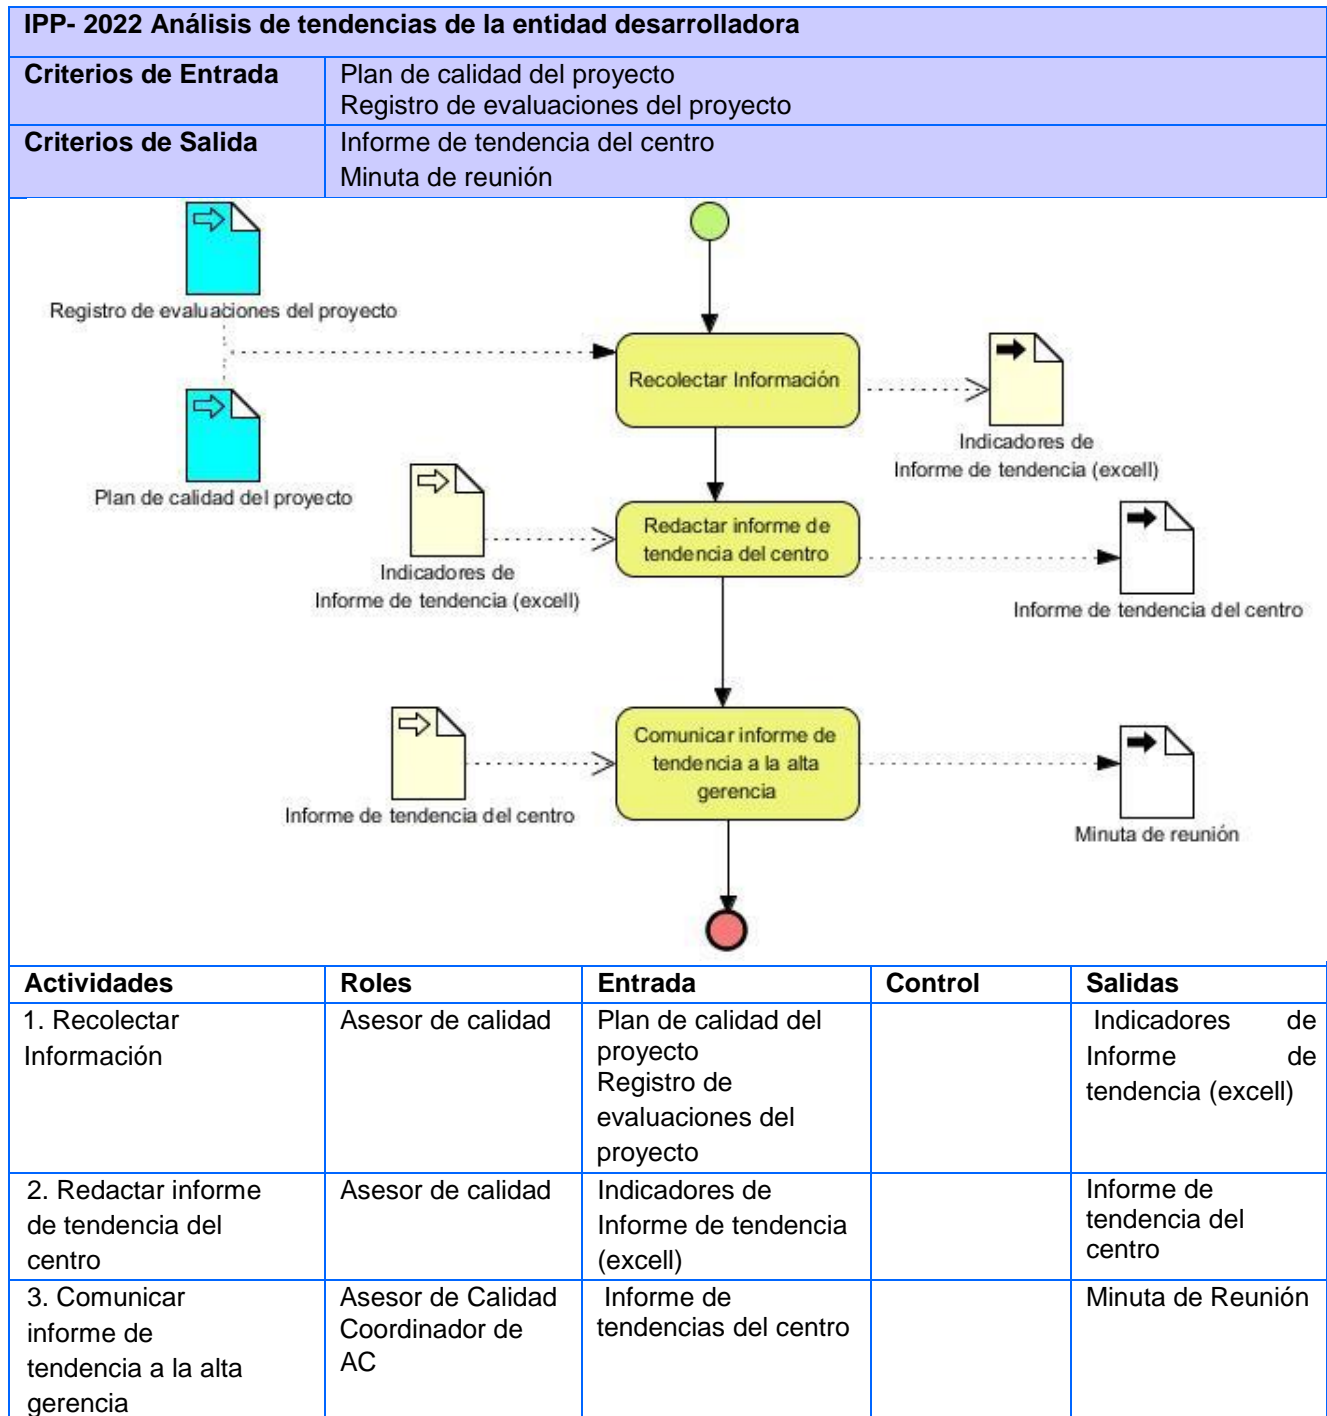 IPP- 2022 Análisis de tendencias de la entidad desarrolladora
Criterios de Entrada
Plan de calidad del proyecto
Registro de evaluaciones del proyecto
Criterios de Salida
Informe de tendencia del centro
Minuta de reunión
Registro de evaluaciones del proyecto
Recolectar Información
Indicadores de
Informe de tendencia (excell)
Plan de calidad del proyecto
Redactar informe de
tendencia del centro
Indicadores de
Informe de tendencia (excell)
Informe de tendencia del centro
Comunicar informe de
tendencia a la alta
gerencia
Informe de tendencia del centro
Minuta de reunión
Actividades
Roles
Entrada
Control
Salidas
1. Recolectar
Información
Asesor de calidad
Plan de calidad del
proyecto
Registro de
evaluaciones del
proyecto
Indicadores de
Informe de
tendencia (excell)
2. Redactar informe
de tendencia del
centro
Asesor de calidad
Indicadores de
Informe de tendencia
(excell)
Informe de
tendencia del
centro
3. Comunicar
informe de
tendencia a la alta
gerencia
Asesor de Calidad
Coordinador de
AC
Informe de
tendencias del centro
Minuta de Reunión